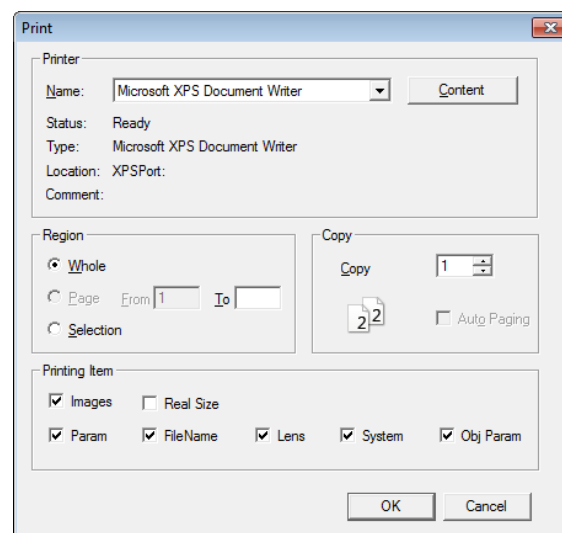 Print
Printer
Name: Microsoft XPS Document Writer Content
Status: Ready
Type: Microsoft XPS Document Writer
Location: XPSPort:
Comment:
Region
Whole
Page From 1 To
Selection
Copy
Copy 1
2 2
Auto Paging
Printing Item
Images Real Size
Param FileName Lens System Obj Param
OK Cancel